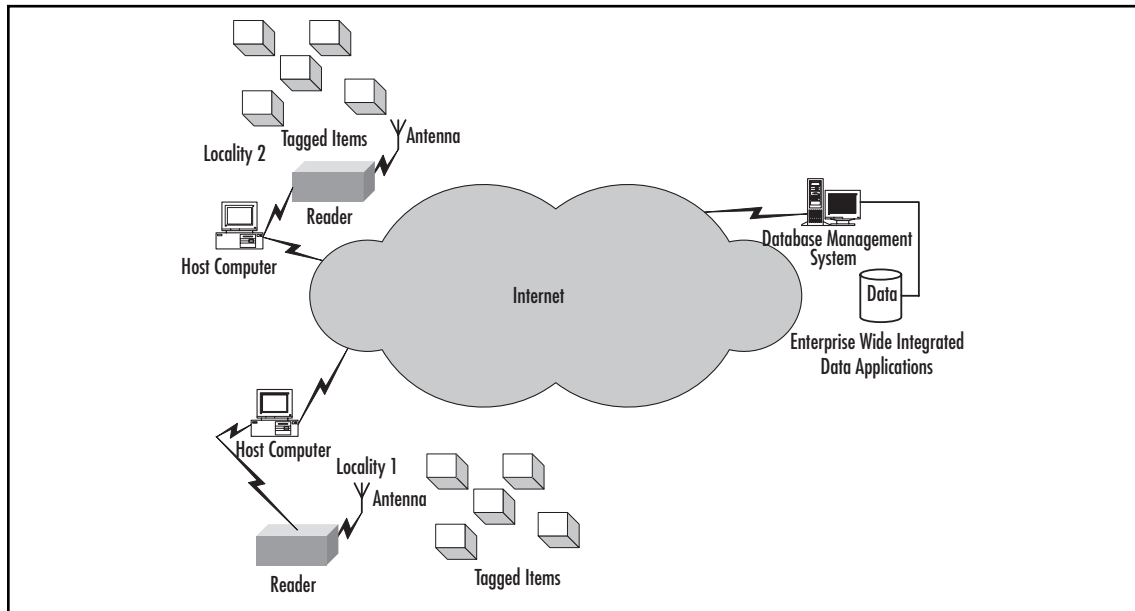 Tagged Items
Antenna
Locality 2
Reader
Host Computer
Database Management
System
Data
Internet
Enterprise Wide Integrated
Data Applications
Host Computer
Locality 1
Antenna
Reader
Tagged Items